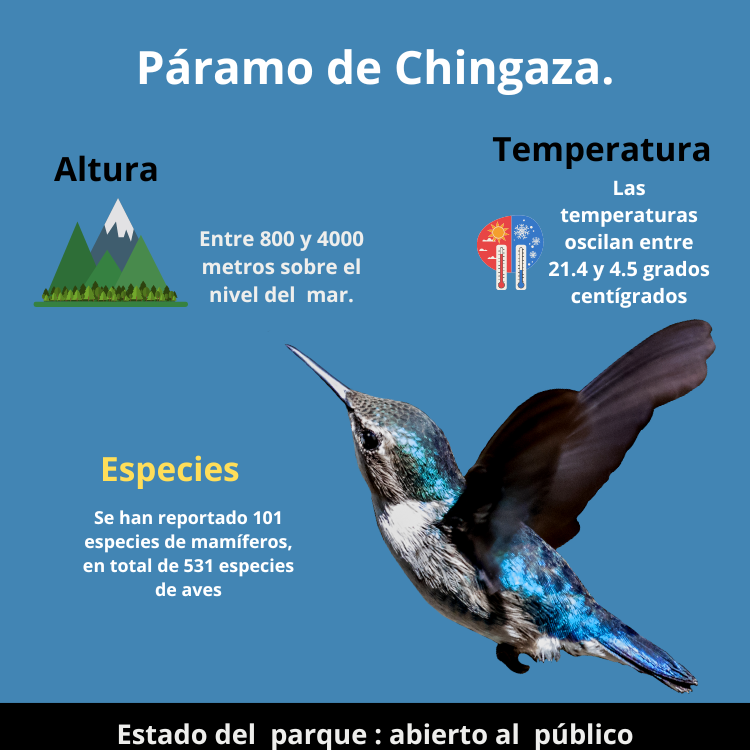 Páramo de Chingaza.
Altura
Entre 800 y 4000
metros sobre el
nivel del  mar.
Temperatura
Las
temperaturas
oscilan entre
21.4 y 4.5 grados
centígrados
Especies
Se han reportado 101
especies de mamíferos,
en total de 531 especies
de aves
Estado del  parque : abierto al  público